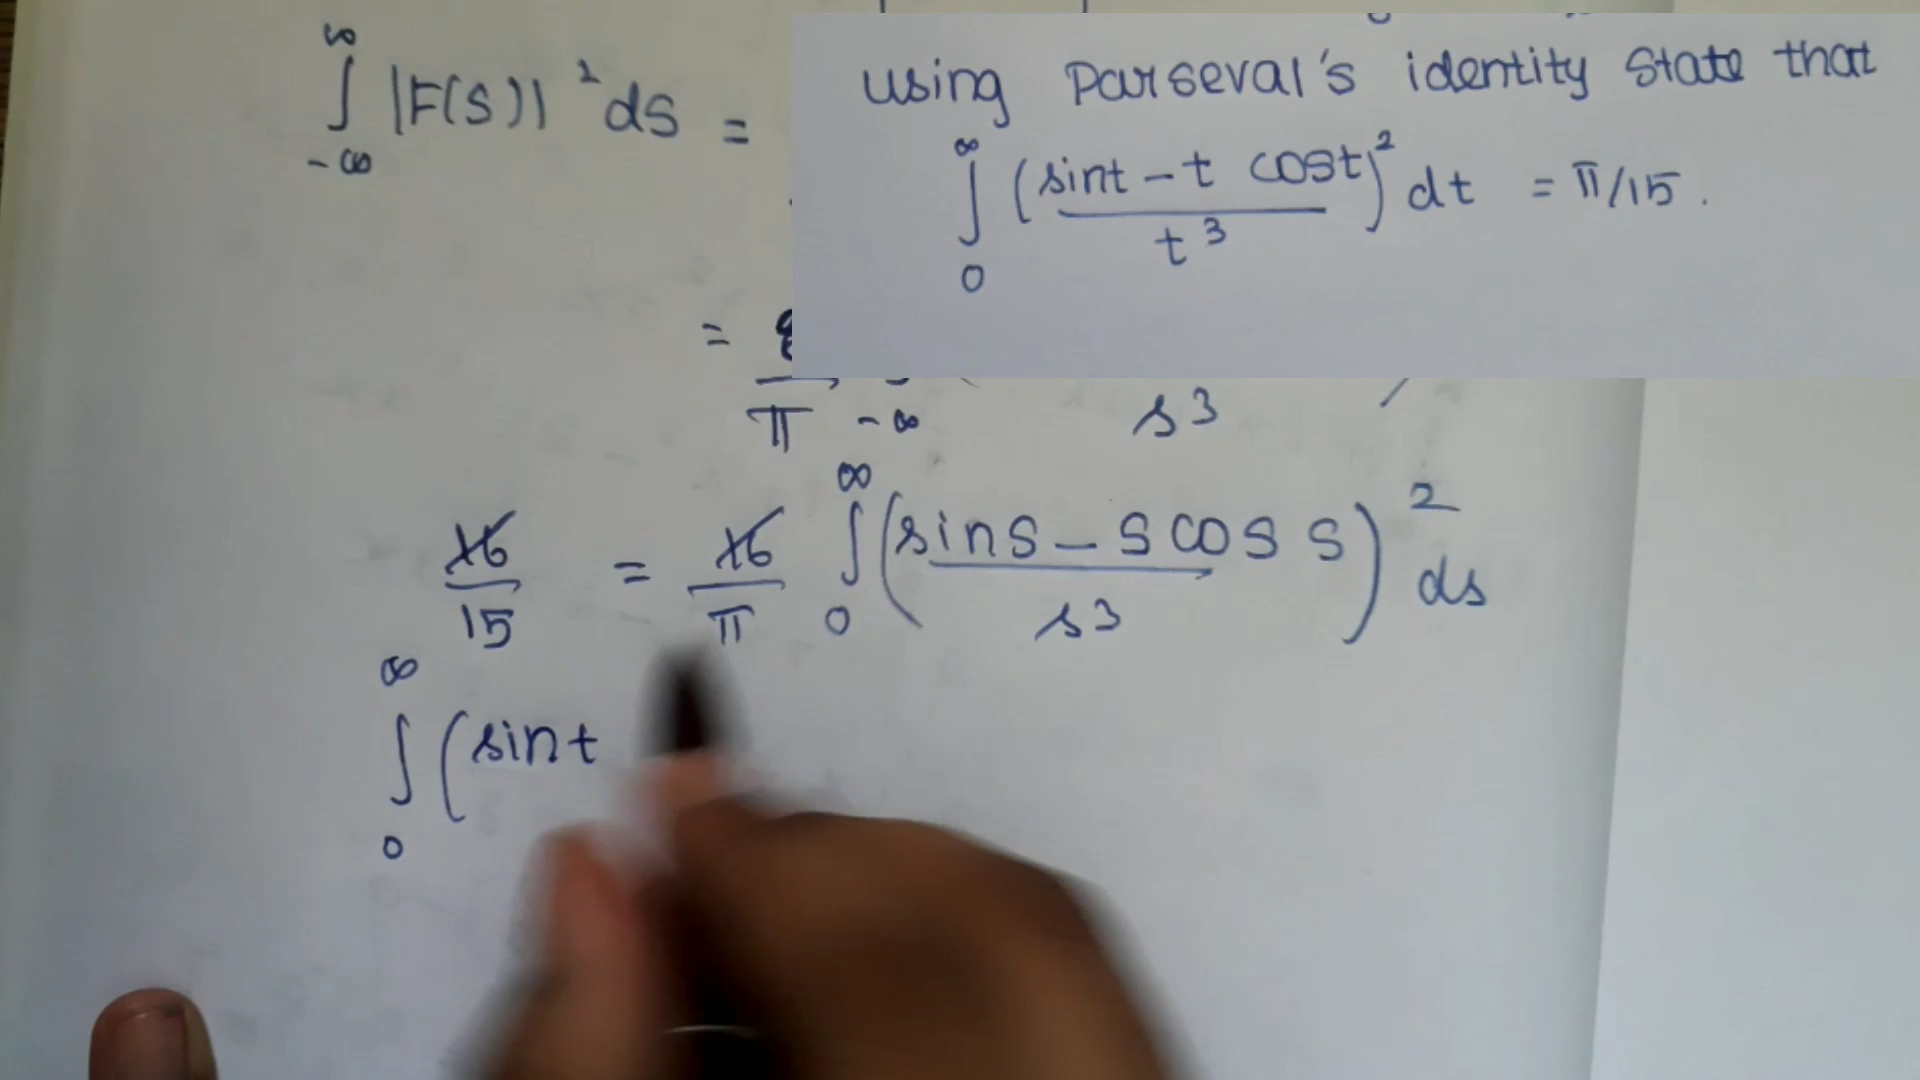 ∞
∫ |F(s)|² ds =
-∞
using Parseval's identity state that
∞
∫ (sint - t cost)² dt = π/15.
t³
0
=
π -∞ s³
∞
16/15 = 16/π ∫ (sins - s cos s)² ds
0 s³
∞
∫ (sint
0